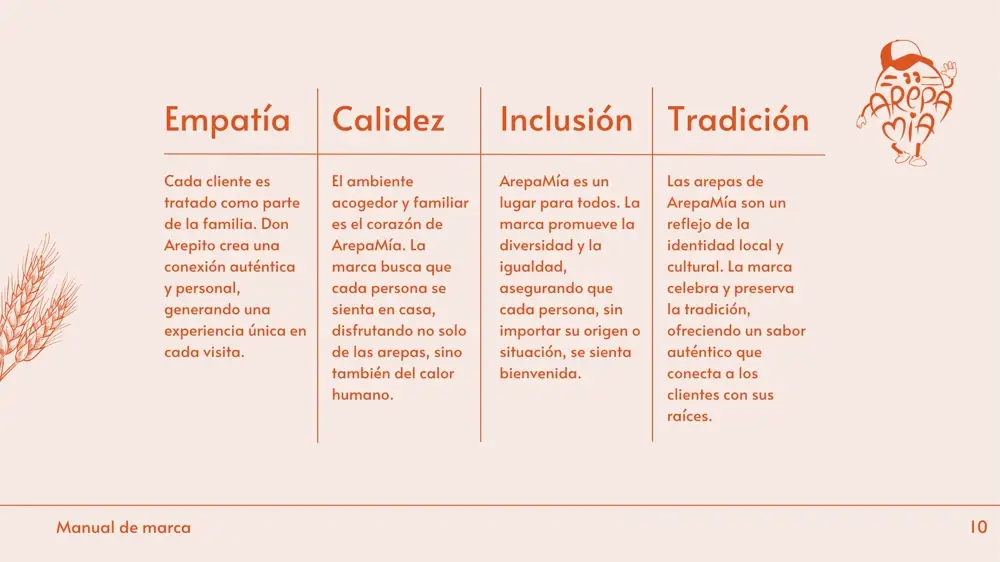 Empatía
Cada cliente es
tratado como parte
de la familia. Don
Arepito crea una
conexión auténtica
y personal,
generando una
experiencia única en
cada visita.
Calidez
El ambiente
acogedor y familiar
es el corazón de
ArepaMía. La
marca busca que
cada persona se
sienta en casa,
disfrutando no solo
de las arepas, sino
también del calor
humano.
Inclusión
ArepaMía es un
lugar para todos. La
marca promueve la
diversidad y la
igualdad,
asegurando que
cada persona, sin
importar su origen o
situación, se sienta
bienvenida.
Tradición
Las arepas de
ArepaMía son un
reflejo de la
identidad local y
cultural. La marca
celebra y preserva
la tradición,
ofreciendo un sabor
auténtico que
conecta a los
clientes con sus
raíces.
AREPA
MÍA
Manual de marca
10